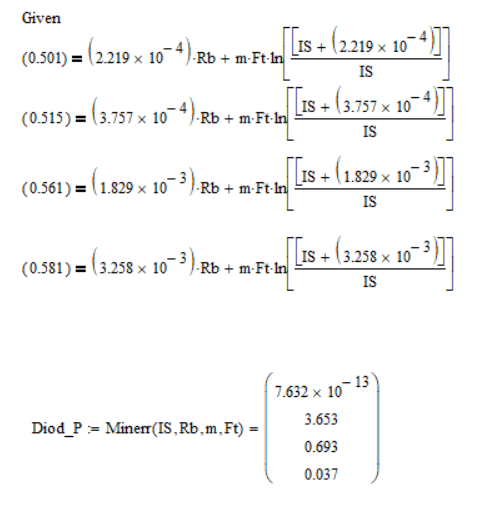 Given
(0.501) = (2.219 × 10^-4)·Rb + m·Ft·ln[[IS + (2.219 × 10^-4)]/IS]
(0.515) = (3.757 × 10^-4)·Rb + m·Ft·ln[[IS + (3.757 × 10^-4)]/IS]
(0.561) = (1.829 × 10^-3)·Rb + m·Ft·ln[[IS + (1.829 × 10^-3)]/IS]
(0.581) = (3.258 × 10^-3)·Rb + m·Ft·ln[[IS + (3.258 × 10^-3)]/IS]
7.632 × 10^-13
3.653
Diod_P := Minerr(IS,Rb,m,Ft) =
0.693
0.037